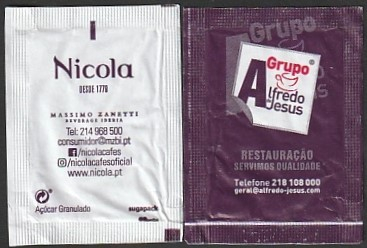 Nicola
DESDE 1779
MASSIMO ZANETTI
BEVERAGE IBERIA
Tel: 214 968 500
consumidor@mzbi.pt
/nicolacafes
/nicolacafesoficial
www.nicola.pt
Açúcar Granulado
sugapack
Grupo
Alfredo
Jesus
RESTAURAÇÃO
SERVIMOS QUALIDADE
Telefone 218 108 000
geral@alfredo-jesus.com